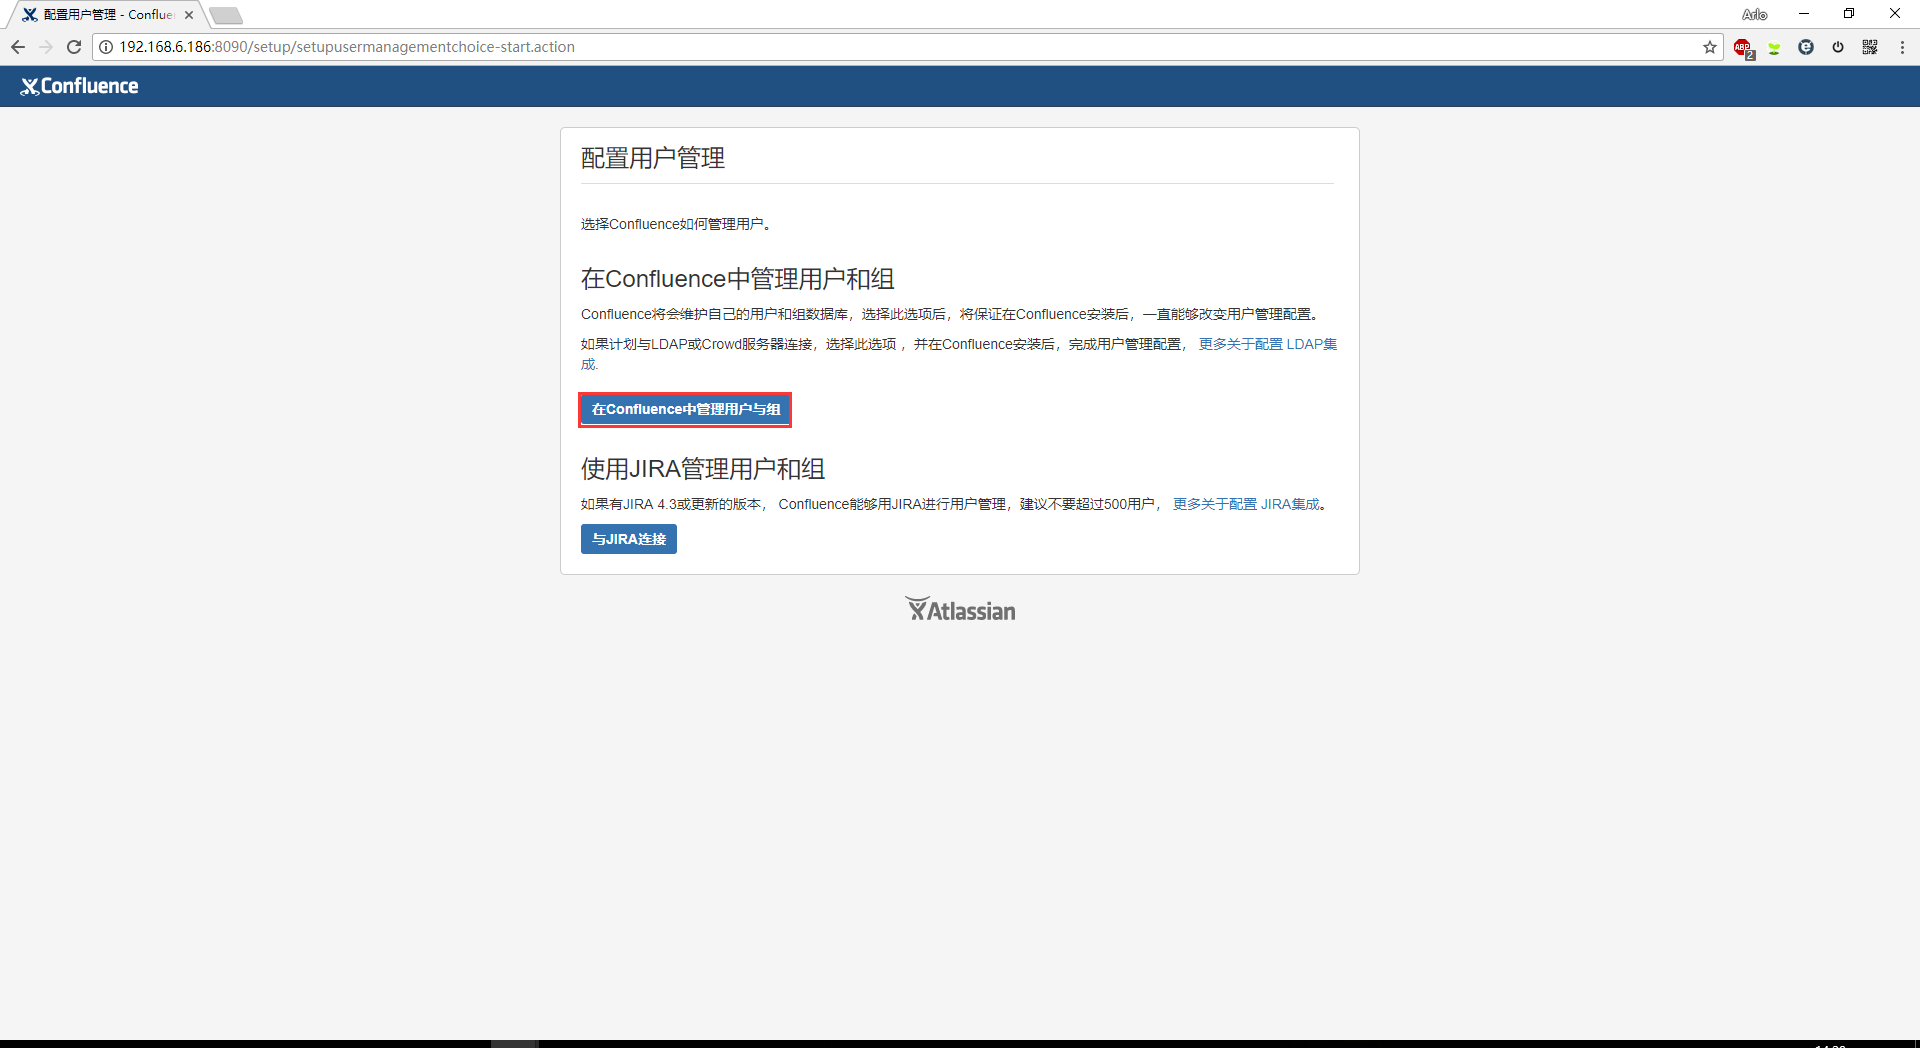 配置用户管理 - Conflue
Arlo
192.168.6.186:8090/setup/setupusermanagementchoice-start.action
ABP
2
Confluence
配置用户管理
选择Confluence如何管理用户。
在Confluence中管理用户和组
Confluence将会维护自己的用户和组数据库，选择此选项后，将保证在Confluence安装后，一直能够改变用户管理配置。
如果计划与LDAP或Crowd服务器连接，选择此选项 ，并在Confluence安装后，完成用户管理配置， 更多关于配置 LDAP集
成.
在Confluence中管理用户与组
使用JIRA管理用户和组
如果有JIRA 4.3或更新的版本， Confluence能够用JIRA进行用户管理，建议不要超过500用户， 更多关于配置 JIRA集成。
与JIRA连接
Atlassian